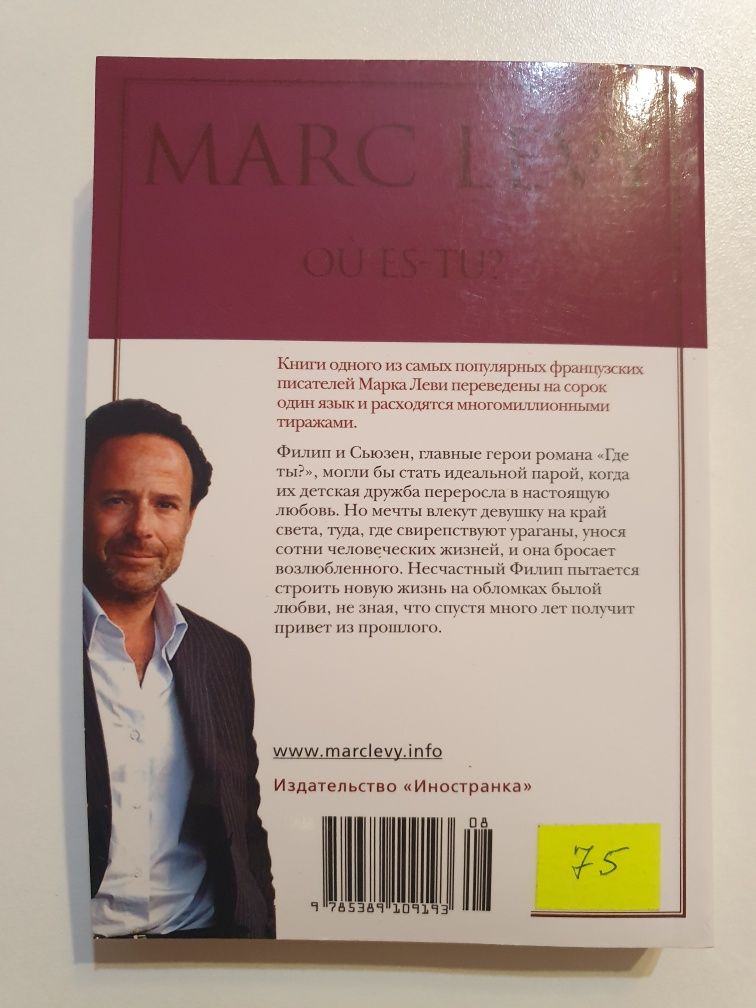 MARC LEVY
OÙ ES-TU?
Книги одного из самых популярных французских
писателей Марка Леви переведены на сорок
один язык и расходятся многомиллионными
тиражами.
Филип и Сьюзен, главные герои романа «Где
ты?», могли бы стать идеальной парой, когда
их детская дружба переросла в настоящую
любовь. Но мечты влекут девушку на край
света, туда, где свирепствуют ураганы, унося
сотни человеческих жизней, и она бросает
возлюбленного. Несчастный Филип пытается
строить новую жизнь на обломках былой
любви, не зная, что спустя много лет получит
привет из прошлого.
www.marclevy.info
Издательство «Иностранка»
08
75
9 785389 109193